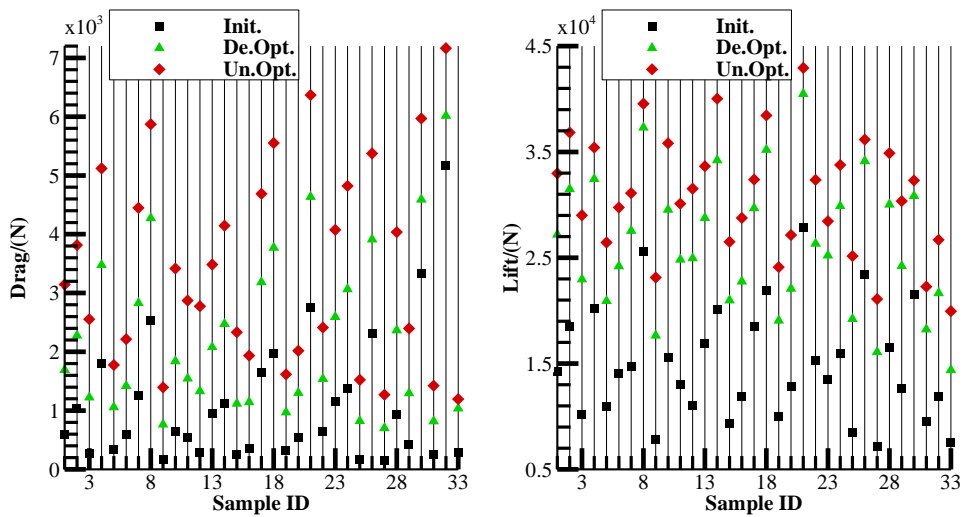 x10³
Init.
De.Opt.
Un.Opt.
7
6
5
4
3
2
1
0
Drag/(N)
3 8 13 18 23 28 33
Sample ID
x10⁴
Init.
De.Opt.
Un.Opt.
4.5
3.5
2.5
1.5
0.5
Lift/(N)
3 8 13 18 23 28 33
Sample ID